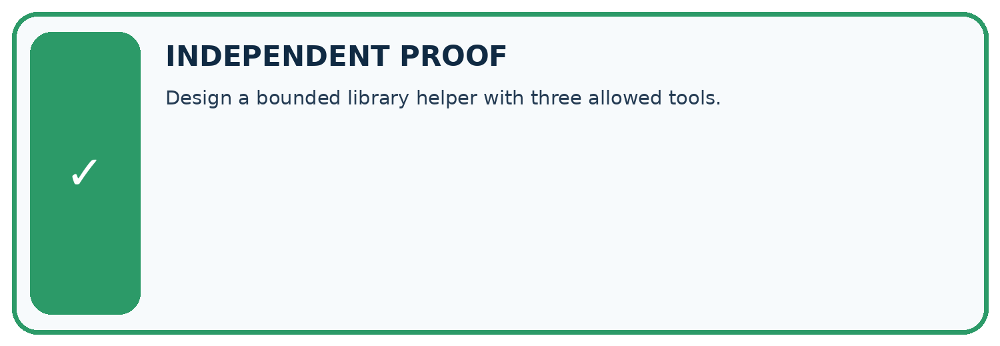 INDEPENDENT PROOF
Design a bounded library helper with three allowed tools.
✓